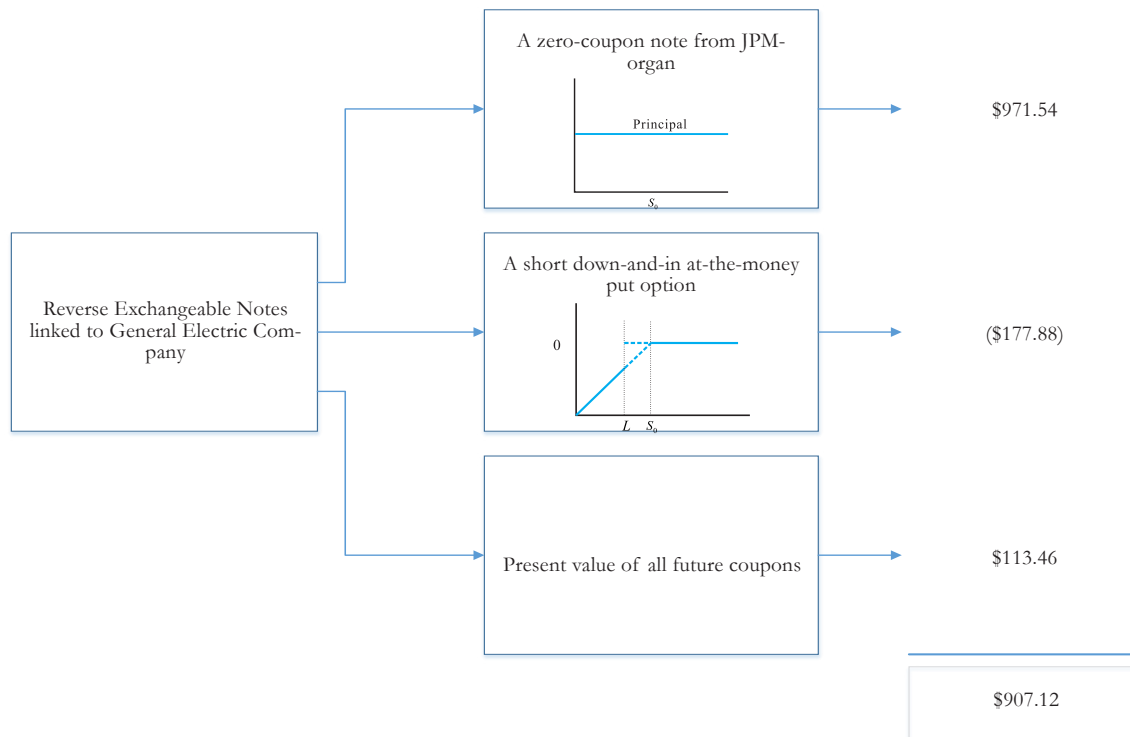 Reverse Exchangeable Notes
linked to General Electric Com-
pany
A zero-coupon note from JPM-
organ
Principal
S₀
$971.54
A short down-and-in at-the-money
put option
0
L S₀
($177.88)
Present value of all future coupons
$113.46
$907.12